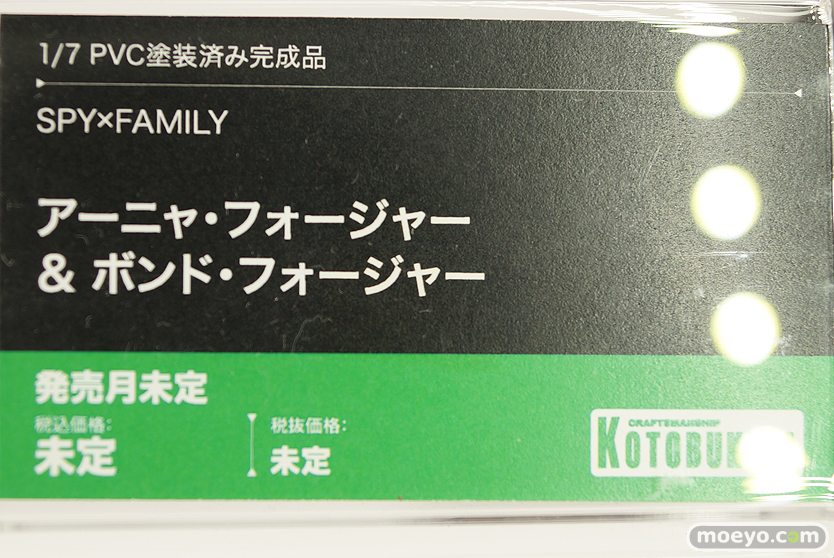 1/7 PVC塗装済み完成品
SPY×FAMILY
アーニャ・フォージャー
& ボンド・フォージャー
発売月未定
税込価格:
未定
税抜価格:
未定
CRAFTSMANSHIP
moeyo.com